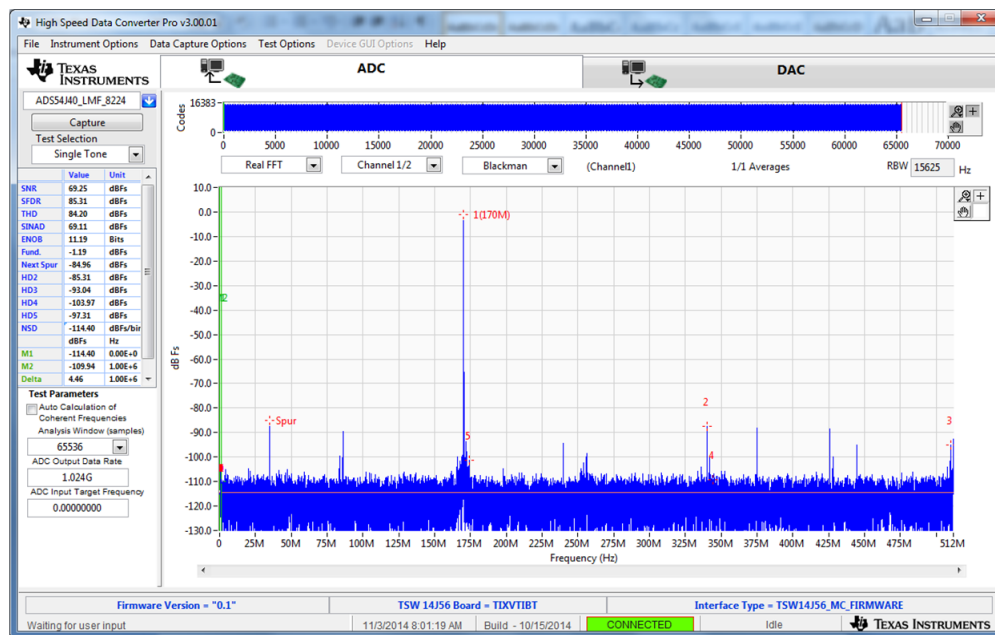 High Speed Data Converter Pro v3.00.01
File Instrument Options Data Capture Options Test Options Device GUI Options Help
TEXAS INSTRUMENTS
ADC
DAC
ADS54J40_LMF_8224
Capture
Test Selection
Single Tone
Value Unit
SNR 69.25 dBFs
SFDR 85.31 dBFs
THD 84.20 dBFs
SINAD 69.11 dBFs
ENOB 11.19 Bits
Fund. -1.19 dBFs
Next Spur -84.96 dBFs
HD2 -85.31 dBFs
HD3 -93.04 dBFs
HD4 -103.97 dBFs
HD5 -97.31 dBFs
NSD -114.40 dBFs/bin
dBFs Hz
M1 -114.40 0.00E+0
M2 -109.94 1.00E+6
Delta 4.46 1.00E+6
Test Parameters
Auto Calculation of
Coherent Frequencies
Analysis Window (samples)
65536
ADC Output Data Rate
1.024G
ADC Input Target Frequency
0.00000000
Codes
16383
0
0 5000 10000 15000 20000 25000 30000 35000 40000 45000 50000 55000 60000 65000 70000
Real FFT Channel 1/2 Blackman (Channel1) 1/1 Averages RBW 15625 Hz
dB Fs
10.0
0.0
-10.0
-20.0
-30.0
-40.0
-50.0
-60.0
-70.0
-80.0
-90.0
-100.0
-110.0
-120.0
-130.0
1(170M)
Spur
2
3
4
5
0 25M 50M 75M 100M 125M 150M 175M 200M 225M 250M 275M 300M 325M 350M 375M 400M 425M 450M 475M 512M
Frequency (Hz)
Firmware Version = "0.1" TSW 14J56 Board = TIXVTIBT Interface Type = TSW14J56_MC_FIRMWARE
Waiting for user input 11/3/2014 8:01:19 AM Build - 10/15/2014 CONNECTED Idle TEXAS INSTRUMENTS